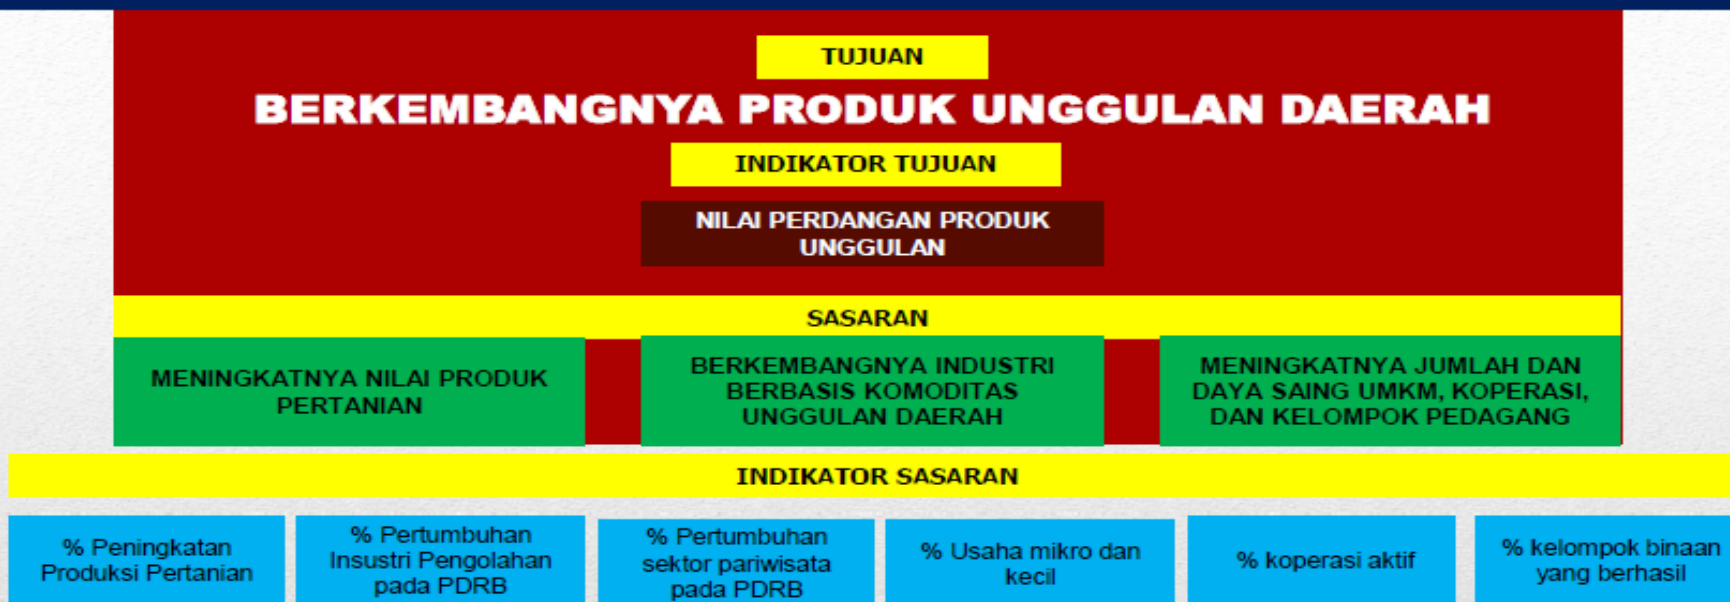 TUJUAN
BERKEMBANGNYA PRODUK UNGGULAN DAERAH
INDIKATOR TUJUAN
NILAI PERDANGAN PRODUK
UNGGULAN
SASARAN
MENINGKATNYA NILAI PRODUK
PERTANIAN
BERKEMBANGNYA INDUSTRI
BERBASIS KOMODITAS
UNGGULAN DAERAH
MENINGKATNYA JUMLAH DAN
DAYA SAING UMKM, KOPERASI,
DAN KELOMPOK PEDAGANG
INDIKATOR SASARAN
% Peningkatan
Produksi Pertanian
% Pertumbuhan
Insustri Pengolahan
pada PDRB
% Pertumbuhan
sektor pariwisata
pada PDRB
% Usaha mikro dan
kecil
% koperasi aktif
% kelompok binaan
yang berhasil